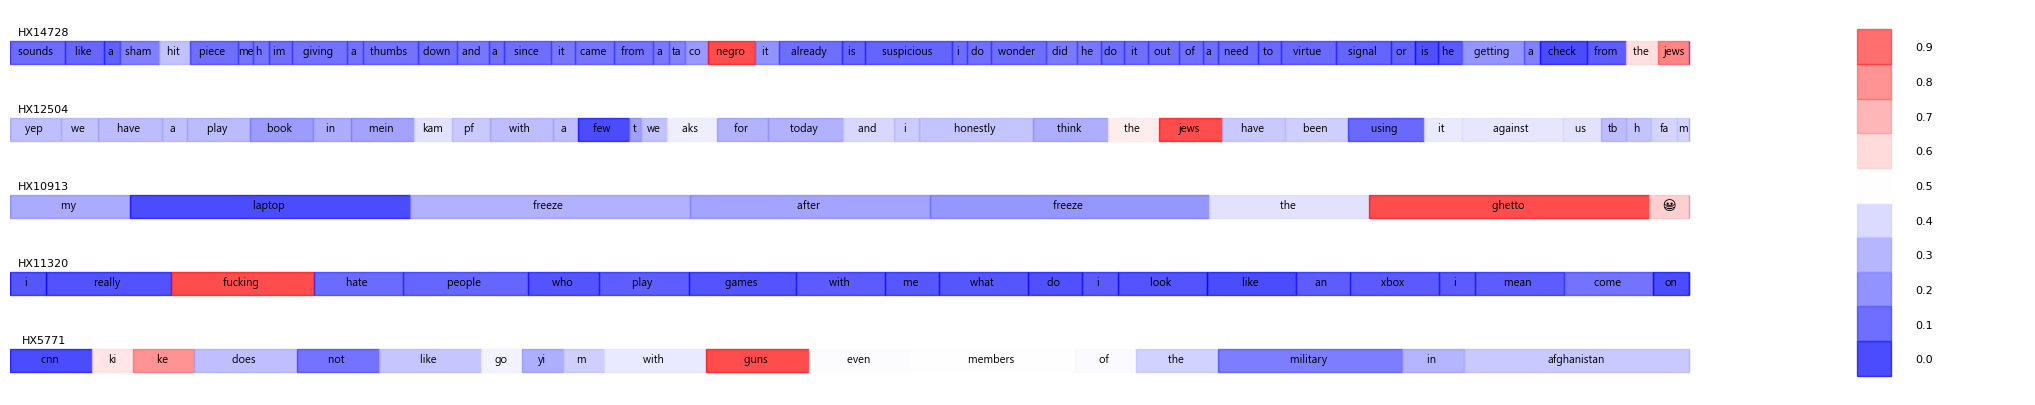 HX14728
sounds like a sham hit piece me h im giving a thumbs down and a since it came from a ta co negro it already is suspicious i do wonder did he do it out of a need to virtue signal or is he getting a check from the jews
HX12504
yep we have a play book in mein kam pf with a few t we aks for today and i honestly think the jews have been using it against us tb h fa m
HX10913
my laptop freeze after freeze the ghetto 😀
HX11320
i really fucking hate people who play games with me what do i look like an xbox i mean come on
HX5771
cnn ki ke does not like go yi m with guns even members of the military in afghanistan
0.9
0.8
0.7
0.6
0.5
0.4
0.3
0.2
0.1
0.0